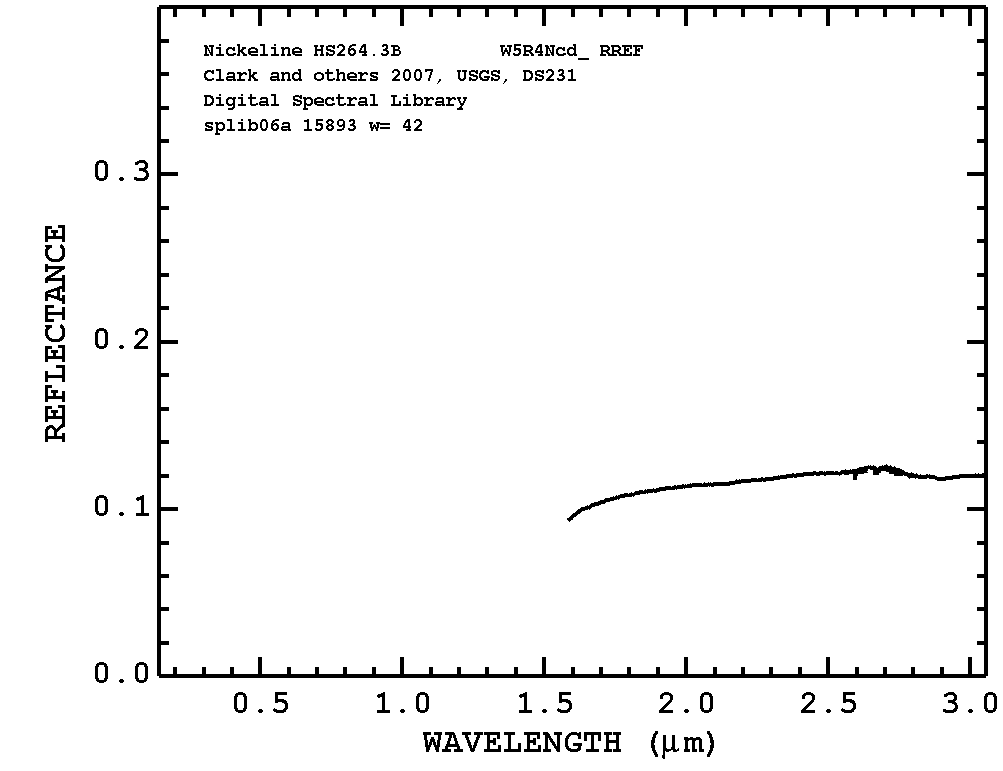 Nickeline HS264.3B W5R4Ncd_ RREF
Clark and others 2007, USGS, DS231
Digital Spectral Library
splib06a 15893 w= 42
0.3
0.2
0.1
0.0
REFLECTANCE
0.5 1.0 1.5 2.0 2.5 3.0
WAVELENGTH (μm)